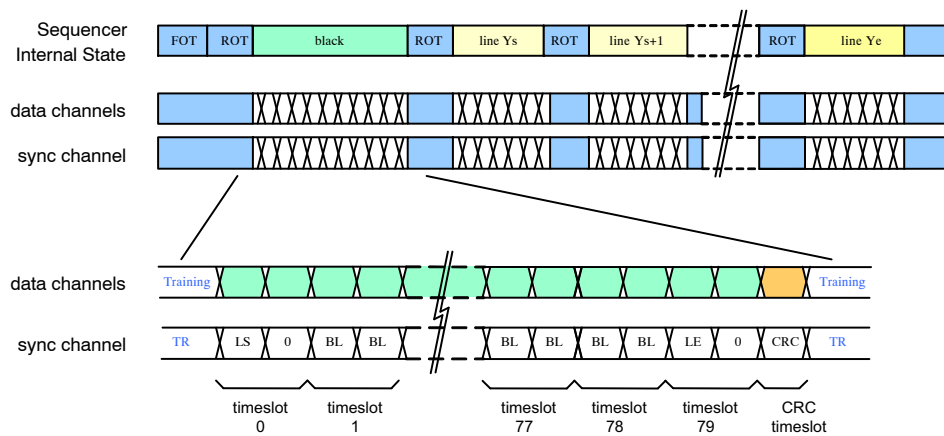 Sequencer
Internal State
FOT ROT black ROT line Ys ROT line Ys+1 ROT line Ye
data channels
sync channel
data channels Training Training
sync channel TR LS 0 BL BL BL BL BL BL LE 0 CRC TR
timeslot 0
timeslot 1
timeslot 77
timeslot 78
timeslot 79
CRC timeslot